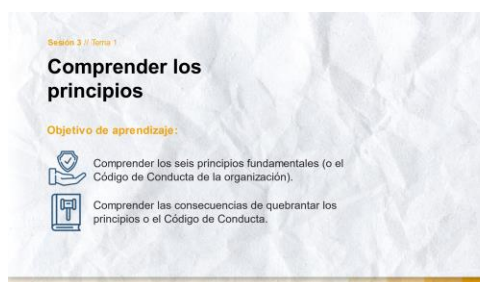 Sesión 3 // Tema 1
Comprender los
principios
Objetivo de aprendizaje:
Comprender los seis principios fundamentales (o el
Código de Conducta de la organización).
Comprender las consecuencias de quebrantar los
principios o el Código de Conducta.